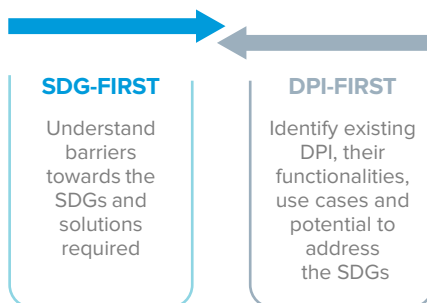 SDG-FIRST
Understand
barriers
towards the
SDGs and
solutions
required
DPI-FIRST
Identify existing
DPI, their
functionalities,
use cases and
potential to
address
the SDGs